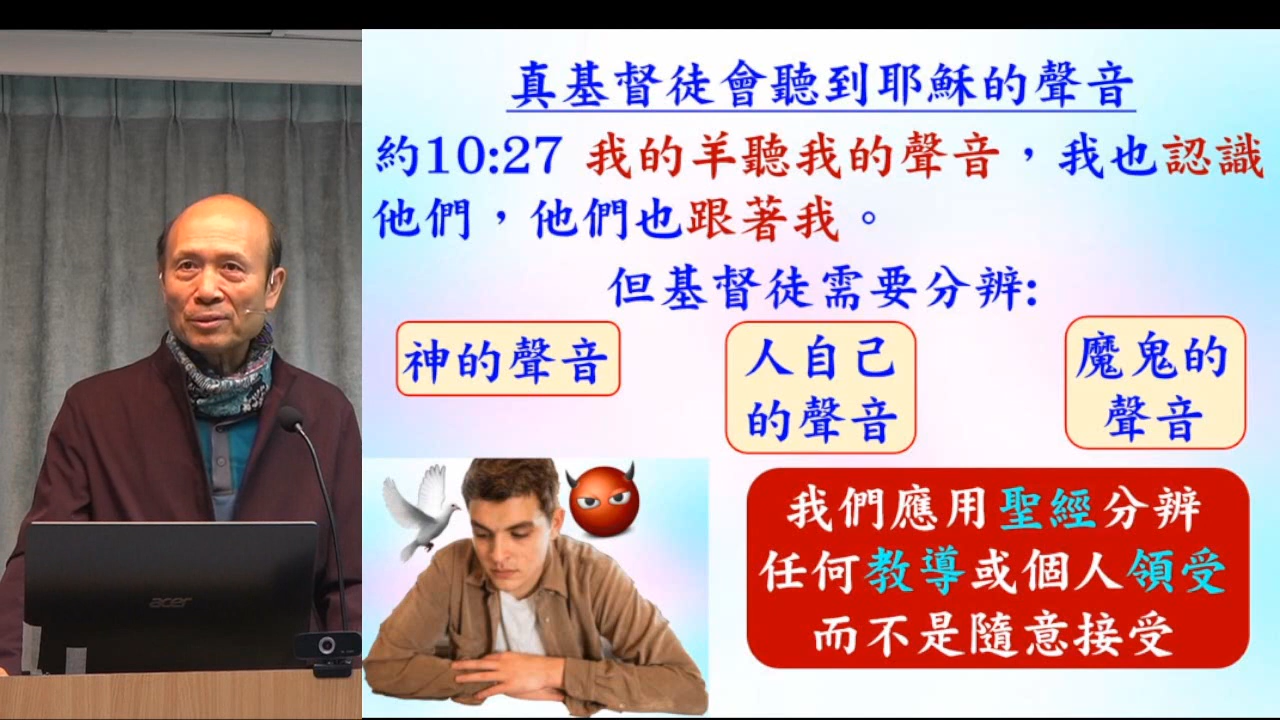 真基督徒會聽到耶穌的聲音
約10:27 我的羊聽我的聲音，我也認識
他們，他們也跟著我。
但基督徒需要分辨:
神的聲音
人自己
的聲音
魔鬼的
聲音
我們應用聖經分辨
任何教導或個人領受
而不是隨意接受
acer